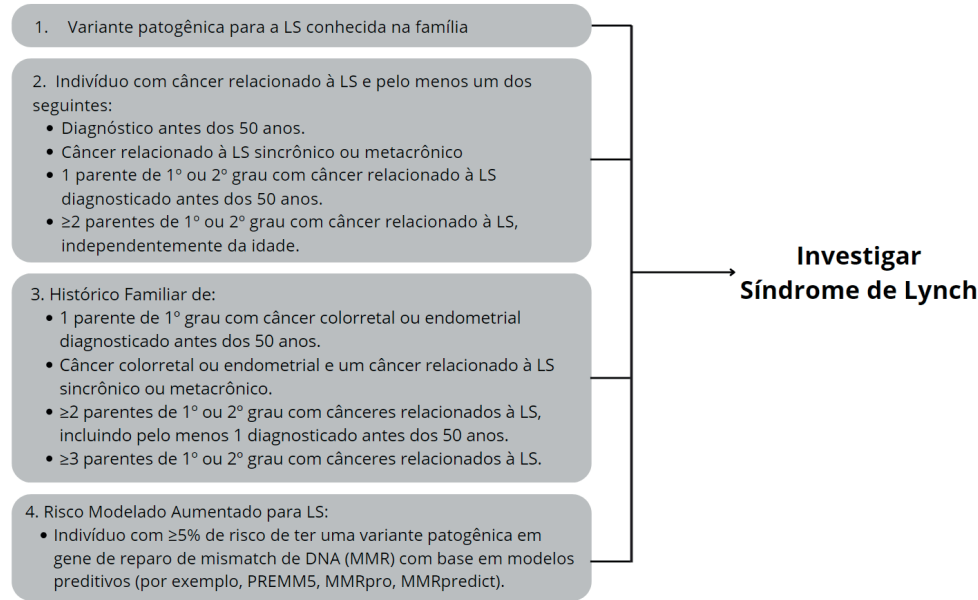 1. Variante patogênica para a LS conhecida na família
2. Indivíduo com câncer relacionado à LS e pelo menos um dos
seguintes:
• Diagnóstico antes dos 50 anos.
• Câncer relacionado à LS sincrônico ou metacrônico
• 1 parente de 1º ou 2º grau com câncer relacionado à LS
diagnosticado antes dos 50 anos.
• ≥2 parentes de 1º ou 2º grau com câncer relacionado à LS,
independentemente da idade.
3. Histórico Familiar de:
• 1 parente de 1º grau com câncer colorretal ou endometrial
diagnosticado antes dos 50 anos.
• Câncer colorretal ou endometrial e um câncer relacionado à LS
sincrônico ou metacrônico.
• ≥2 parentes de 1º ou 2º grau com cânceres relacionados à LS,
incluindo pelo menos 1 diagnosticado antes dos 50 anos.
• ≥3 parentes de 1º ou 2º grau com cânceres relacionados à LS.
4. Risco Modelado Aumentado para LS:
• Indivíduo com ≥5% de risco de ter uma variante patogênica em
gene de reparo de mismatch de DNA (MMR) com base em modelos
preditivos (por exemplo, PREMM5, MMRpro, MMRpredict).
Investigar
Síndrome de Lynch